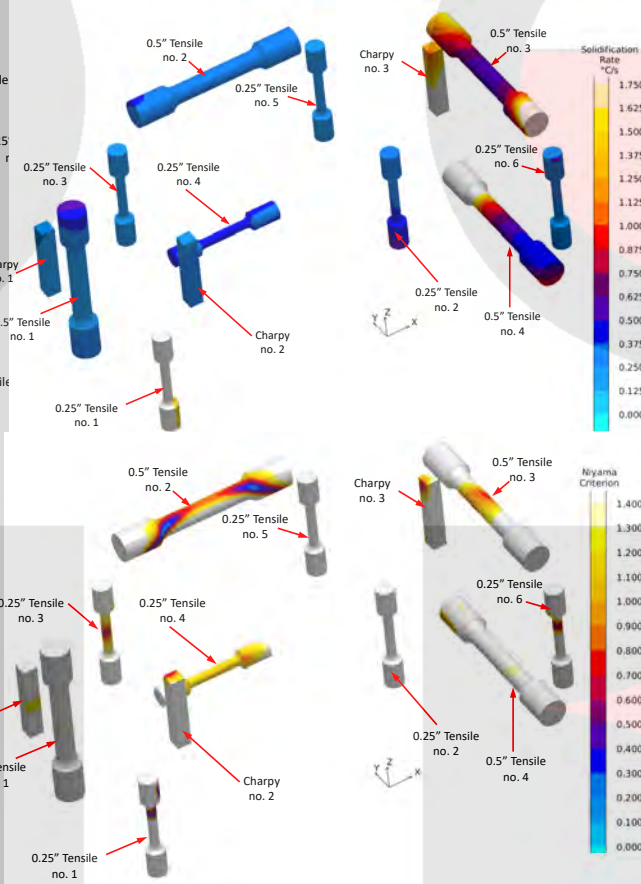 0.5” Tensile
no. 2
0.25” Tensile
no. 5
0.25” Tensile
no. 3
0.25” Tensile
no. 4
no. 1
Tensile
no. 1
Charpy
no. 2
0.25” Tensile
no. 1
Charpy
no. 3
0.5” Tensile
no. 3
0.25” Tensile
no. 6
0.25” Tensile
no. 2
0.5” Tensile
no. 4
Y Z X
Solidification
Rate
°C/s
1.750
1.625
1.500
1.375
1.250
1.125
1.000
0.875
0.750
0.625
0.500
0.375
0.250
0.125
0.000
0.5” Tensile
no. 2
0.25” Tensile
no. 5
0.25” Tensile
no. 3
0.25” Tensile
no. 4
1
Charpy
no. 2
0.25” Tensile
no. 1
Charpy
no. 3
0.5” Tensile
no. 3
0.25” Tensile
no. 6
0.25” Tensile
no. 2
0.5” Tensile
no. 4
Y Z X
Niyama
Criterion
1.400
1.300
1.200
1.100
1.000
0.900
0.800
0.700
0.600
0.500
0.400
0.300
0.200
0.100
0.000